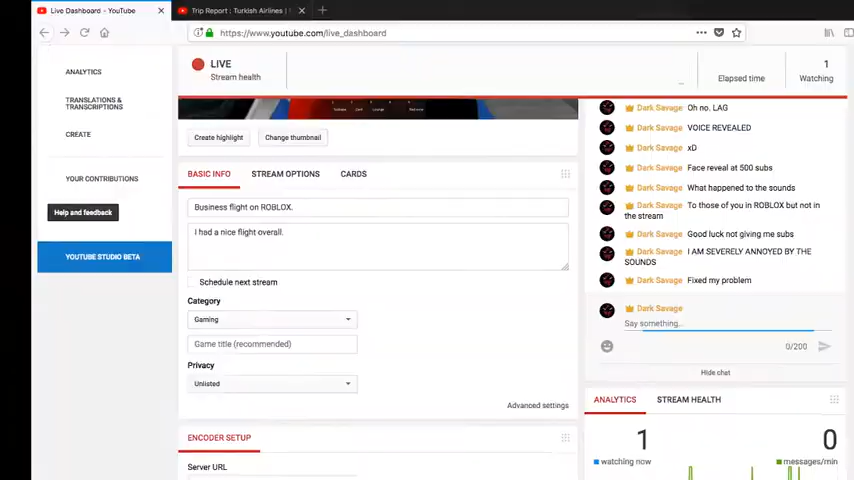 Live Dashboard - YouTube
Trip Report | Turkish Airlines |
https://www.youtube.com/live_dashboard
ANALYTICS
TRANSLATIONS &
TRANSCRIPTIONS
CREATE
YOUR CONTRIBUTIONS
Help and feedback
YOUTUBE STUDIO BETA
LIVE
Stream health
Elapsed time
1
Watching
Create highlight
Change thumbnail
BASIC INFO
STREAM OPTIONS
CARDS
Business flight on ROBLOX.
I had a nice flight overall.
Schedule next stream
Category
Gaming
Game title (recommended)
Privacy
Unlisted
Advanced settings
ENCODER SETUP
Server URL
Dark Savage Oh no. LAG
Dark Savage VOICE REVEALED
Dark Savage xD
Dark Savage Face reveal at 500 subs
Dark Savage What happened to the sounds
Dark Savage To those of you in ROBLOX but not in
the stream
Dark Savage Good luck not giving me subs
Dark Savage I AM SEVERELY ANNOYED BY THE
SOUNDS
Dark Savage Fixed my problem
Dark Savage
Say something...
0/200
Hide chat
ANALYTICS
STREAM HEALTH
1
watching now
0
messages/min